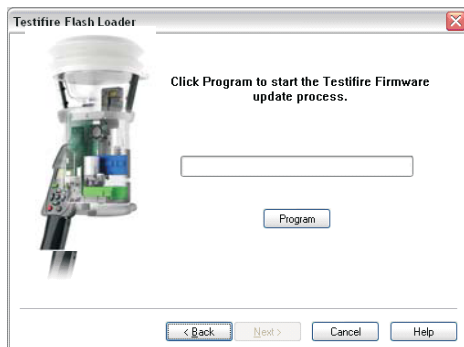 Testifire Flash Loader
Click Program to start the Testifire Firmware
update process.
Program
< Back
Next >
Cancel
Help